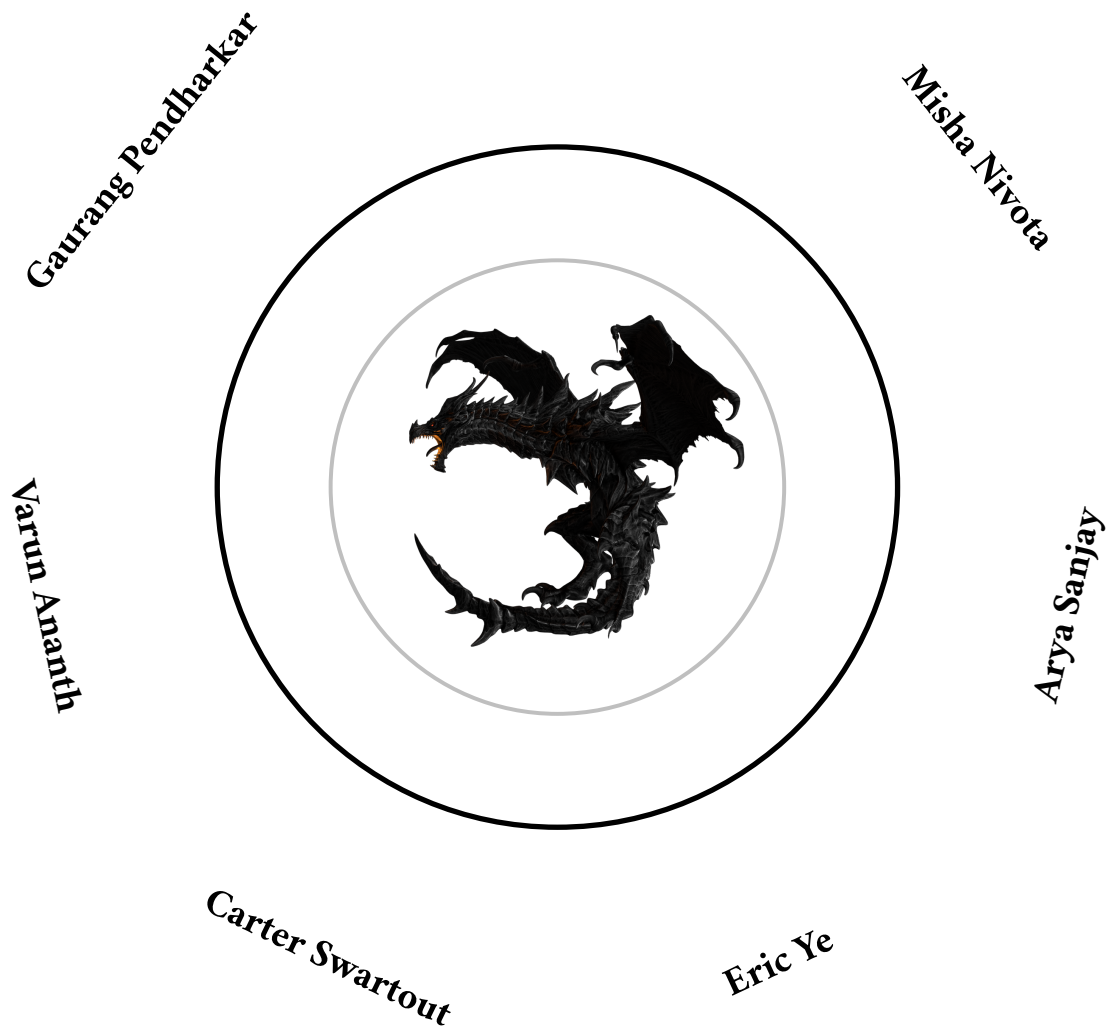 Gaurang Pendharkar
Misha Nivota
Varun Ananth
Arya Sanjay
Carter Swartout
Eric Ye